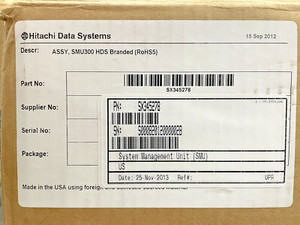 Hitachi Data Systems
15 Sep 2012
Descr: ASSY, SMU300 HDS Branded (RoHS5)
Part No:
SX345278
Supplier No:
PN: SX345278
Serial No:
SN:
Package:
System Management Unit (SMU)
US
Date: 25-Nov-2013 Ref#: UPR
Made in the USA using foreign and material